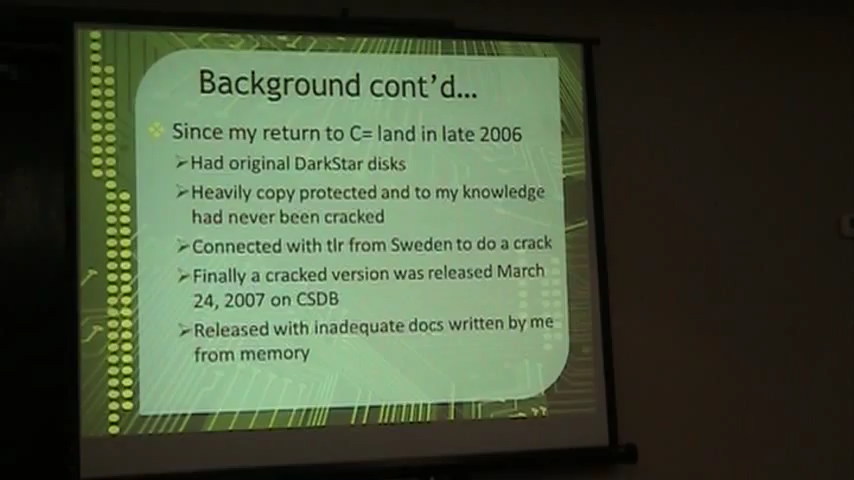 Background cont'd...
Since my return to C= land in late 2006
Had original DarkStar disks
Heavily copy protected and to my knowledge
had never been cracked
Connected with tlr from Sweden to do a crack
Finally a cracked version was released March
24, 2007 on CSDB
Released with inadequate docs written by me
from memory